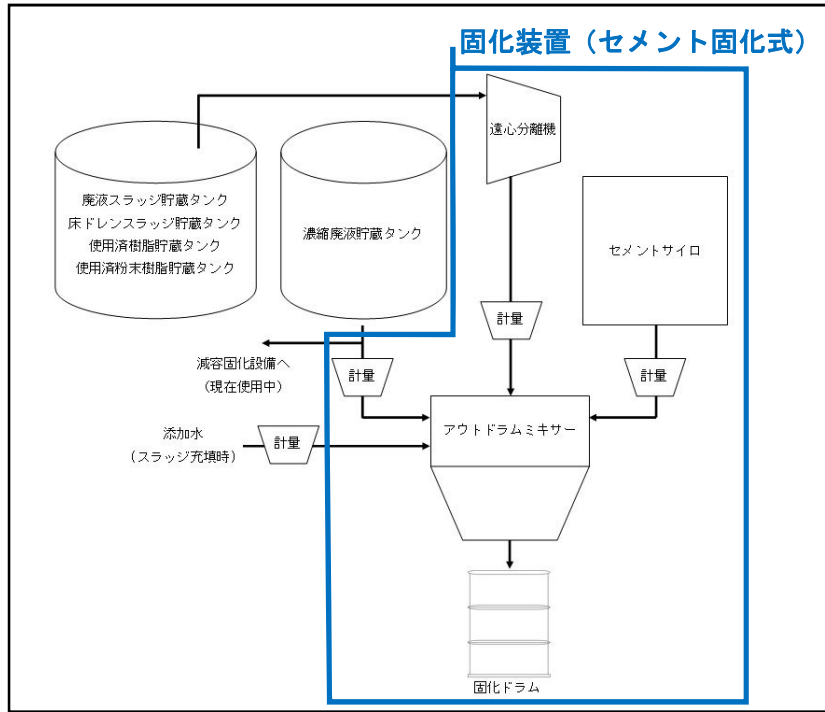 固化装置（セメント固化式）
遠心分離機
廃液スラッジ貯蔵タンク
床ドレンスラッジ貯蔵タンク
使用済樹脂貯蔵タンク
使用済粉末樹脂貯蔵タンク
濃縮廃液貯蔵タンク
セメントサイロ
計量
減容固化設備へ
（現在使用中）
計量
計量
添加水
（スラッジ充填時）
計量
アウトドラムミキサー
固化ドラム